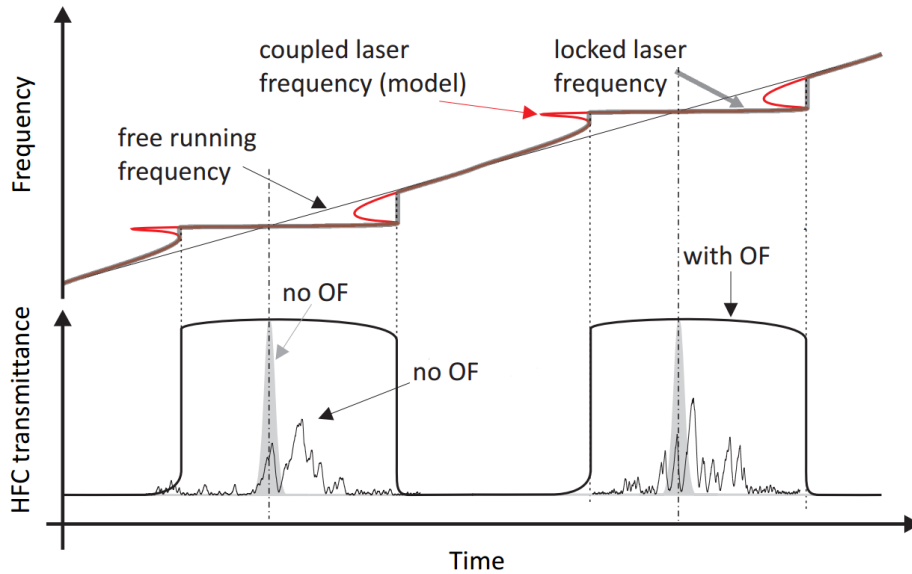 coupled laser
frequency (model)
locked laser
frequency
free running
frequency
Frequency
with OF
no OF
no OF
HFC transmittance
Time